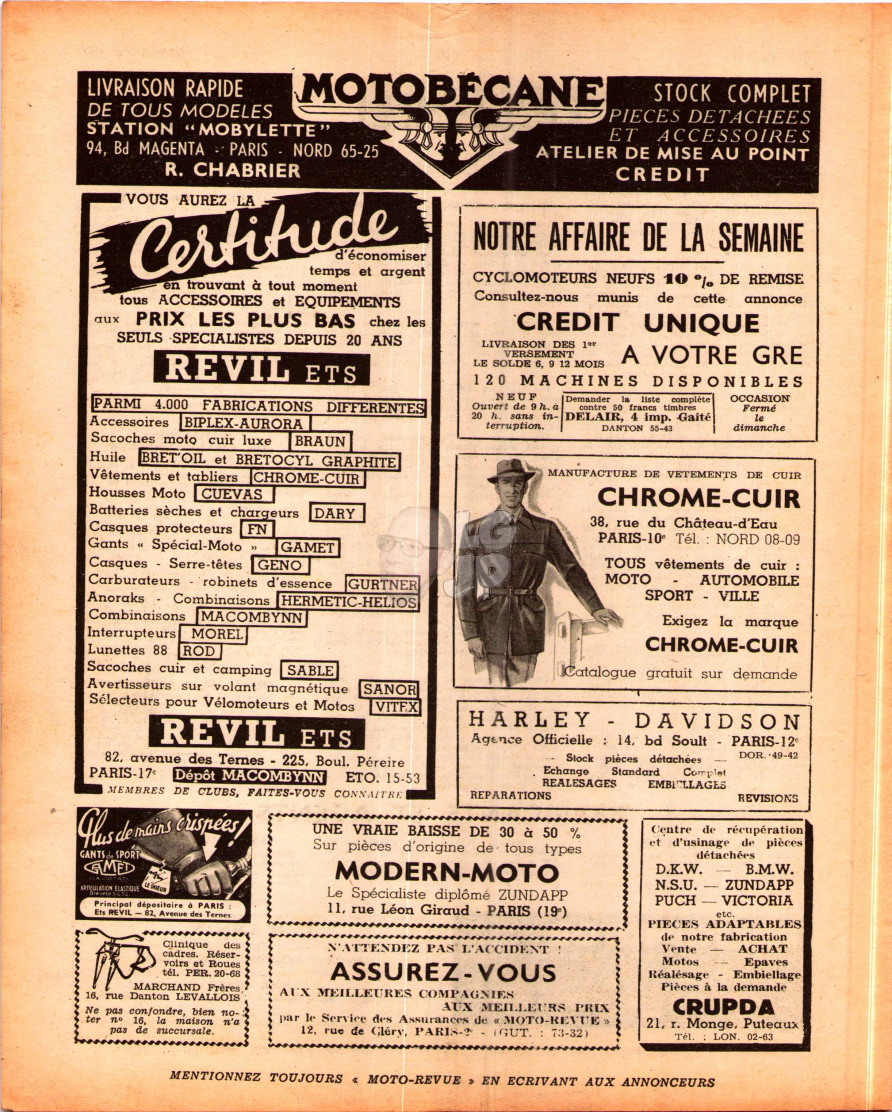 LIVRAISON RAPIDE
DE TOUS MODELES
STATION "MOBYLETTE"
94, Bd MAGENTA - PARIS - NORD 65-25
R. CHABRIER
MOTOBÉCANE
STOCK COMPLET
PIECES DETACHEES
ET ACCESSOIRES
ATELIER DE MISE AU POINT
CREDIT
VOUS AUREZ LA
Certitude
d'économiser
temps et argent
en trouvant à tout moment
tous ACCESSOIRES et EQUIPEMENTS
aux PRIX LES PLUS BAS chez les
SEULS SPECIALISTES DEPUIS 20 ANS
REVIL ETS
PARMI 4.000 FABRICATIONS DIFFERENTES
Accessoires BIPLEX-AURORA
Sacoches moto cuir luxe BRAUN
Huile BRET'OIL et BRETOCYL GRAPHITE
Vêtements et tabliers CHROME-CUIR
Housses Moto CUEVAS
Batteries sèches et chargeurs DARY
Casques protecteurs FN
Gants « Spécial-Moto » GAMET
Casques - Serre-têtes GENO
Carburateurs - robinets d'essence GURTNER
Anoraks - Combinaisons HERMETIC-HELIOS
Combinaisons MACOMBYNN
Interrupteurs MOREL
Lunettes 88 ROD
Sacoches cuir et camping SABLE
Avertisseurs sur volant magnétique SANOR
Sélecteurs pour Vélomoteurs et Motos VITEX
REVIL ETS
82, avenue des Ternes - 225, Boul. Péreire
PARIS-17e Dépôt MACOMBYNN ETO. 15-53
MEMBRES DE CLUBS, FAITES-VOUS CONNAITRE
NOTRE AFFAIRE DE LA SEMAINE
CYCLOMOTEURS NEUFS 10 % DE REMISE
Consultez-nous munis de cette annonce
CREDIT UNIQUE
LIVRAISON DES 1er
VERSEMENT
LE SOLDE 6, 9 12 MOIS
A VOTRE GRE
120 MACHINES DISPONIBLES
NEUF
Ouvert de 9 h. à
20 h. sans in-
terruption.
Demander la liste complète
contre 50 francs timbres
DELAIR, 4 imp. Gaité
DANTON 55-43
OCCASION
Fermé
le
dimanche
MANUFACTURE DE VETEMENTS DE CUIR
CHROME-CUIR
38, rue du Château-d'Eau
PARIS-10e Tél. : NORD 08-09
TOUS vêtements de cuir :
MOTO - AUTOMOBILE
SPORT - VILLE
Exigez la marque
CHROME-CUIR
Catalogue gratuit sur demande
HARLEY - DAVIDSON
Agence Officielle : 14, bd Soult - PARIS-12e
Stock pièces détachées — DOR. 49-42
Echange Standard Complet
REALESAGES EMBIELLAGES
REPARATIONS REVISIONS
Plus de mains crispées!
GANTS de SPORT
GAMET
ARTICULATION ELASTIQUE
Principal dépositaire à PARIS :
Ets REVIL — 82, Avenue des Ternes
Clinique des
cadres. Réser-
voirs et Roues
tél. PER. 20-68
MARCHAND Frères
16, rue Danton LEVALLOIS
Ne pas confondre, bien no-
ter n° 16, la maison n'a
pas de succursale.
UNE VRAIE BAISSE DE 30 à 50 %
Sur pièces d'origine de tous types
MODERN-MOTO
Le Spécialiste diplômé ZUNDAPP
11, rue Léon Giraud - PARIS (19e)
N'ATTENDEZ PAS L'ACCIDENT !
ASSUREZ-VOUS
AUX MEILLEURES COMPAGNIES
AUX MEILLEURS PRIX
par le Service des Assurances de « MOTO-REVUE »
12, rue de Cléry, PARIS-2e - (GUT. : 73-32)
Centre de récupération
et d'usinage de pièces
détachées
D.K.W. — B.M.W.
N.S.U. — ZUNDAPP
PUCH — VICTORIA
etc.
PIECES ADAPTABLES
de notre fabrication
Vente — ACHAT
Motos — Epaves
Réalésage - Embiellage
Pièces à la demande
CRUPDA
21, r. Monge, Puteaux
Tél. : LON. 02-63
MENTIONNEZ TOUJOURS « MOTO-REVUE » EN ECRIVANT AUX ANNONCEURS